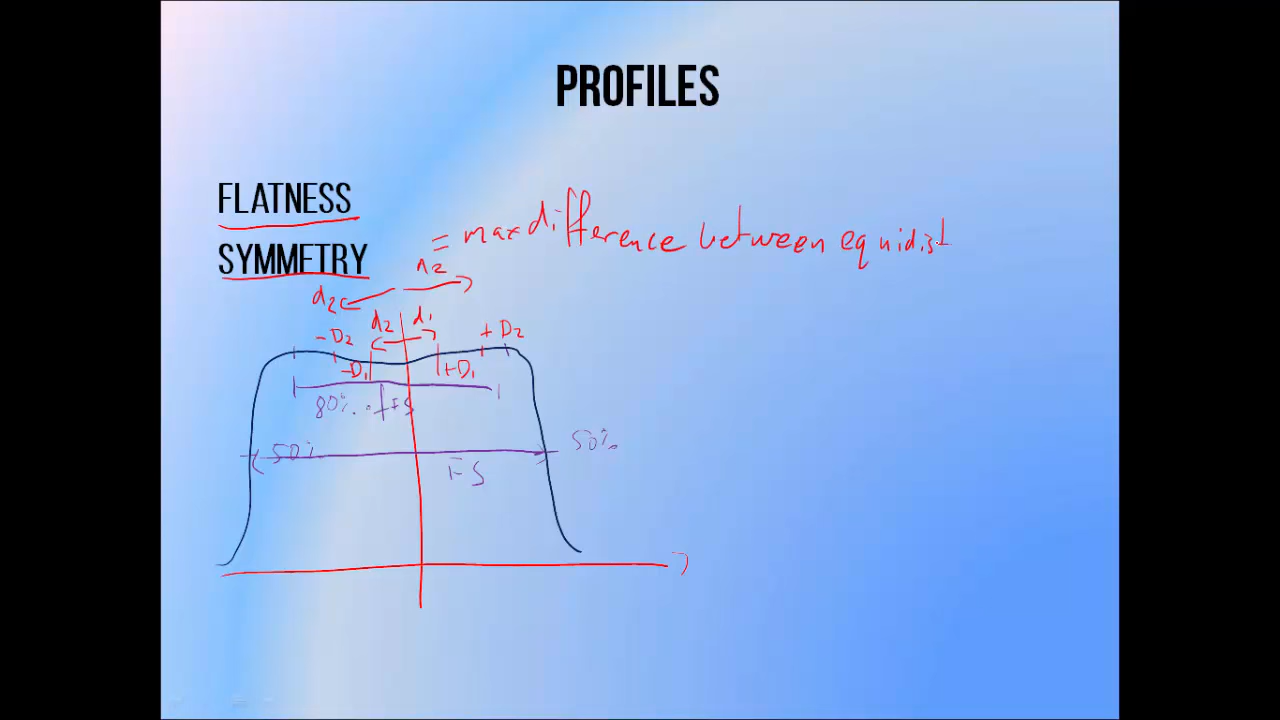 PROFILES
FLATNESS
SYMMETRY
= max difference between equidist
d2
d2
d1
-D2
+D2
-D1
+D1
80% of FS
50%
50%
FS